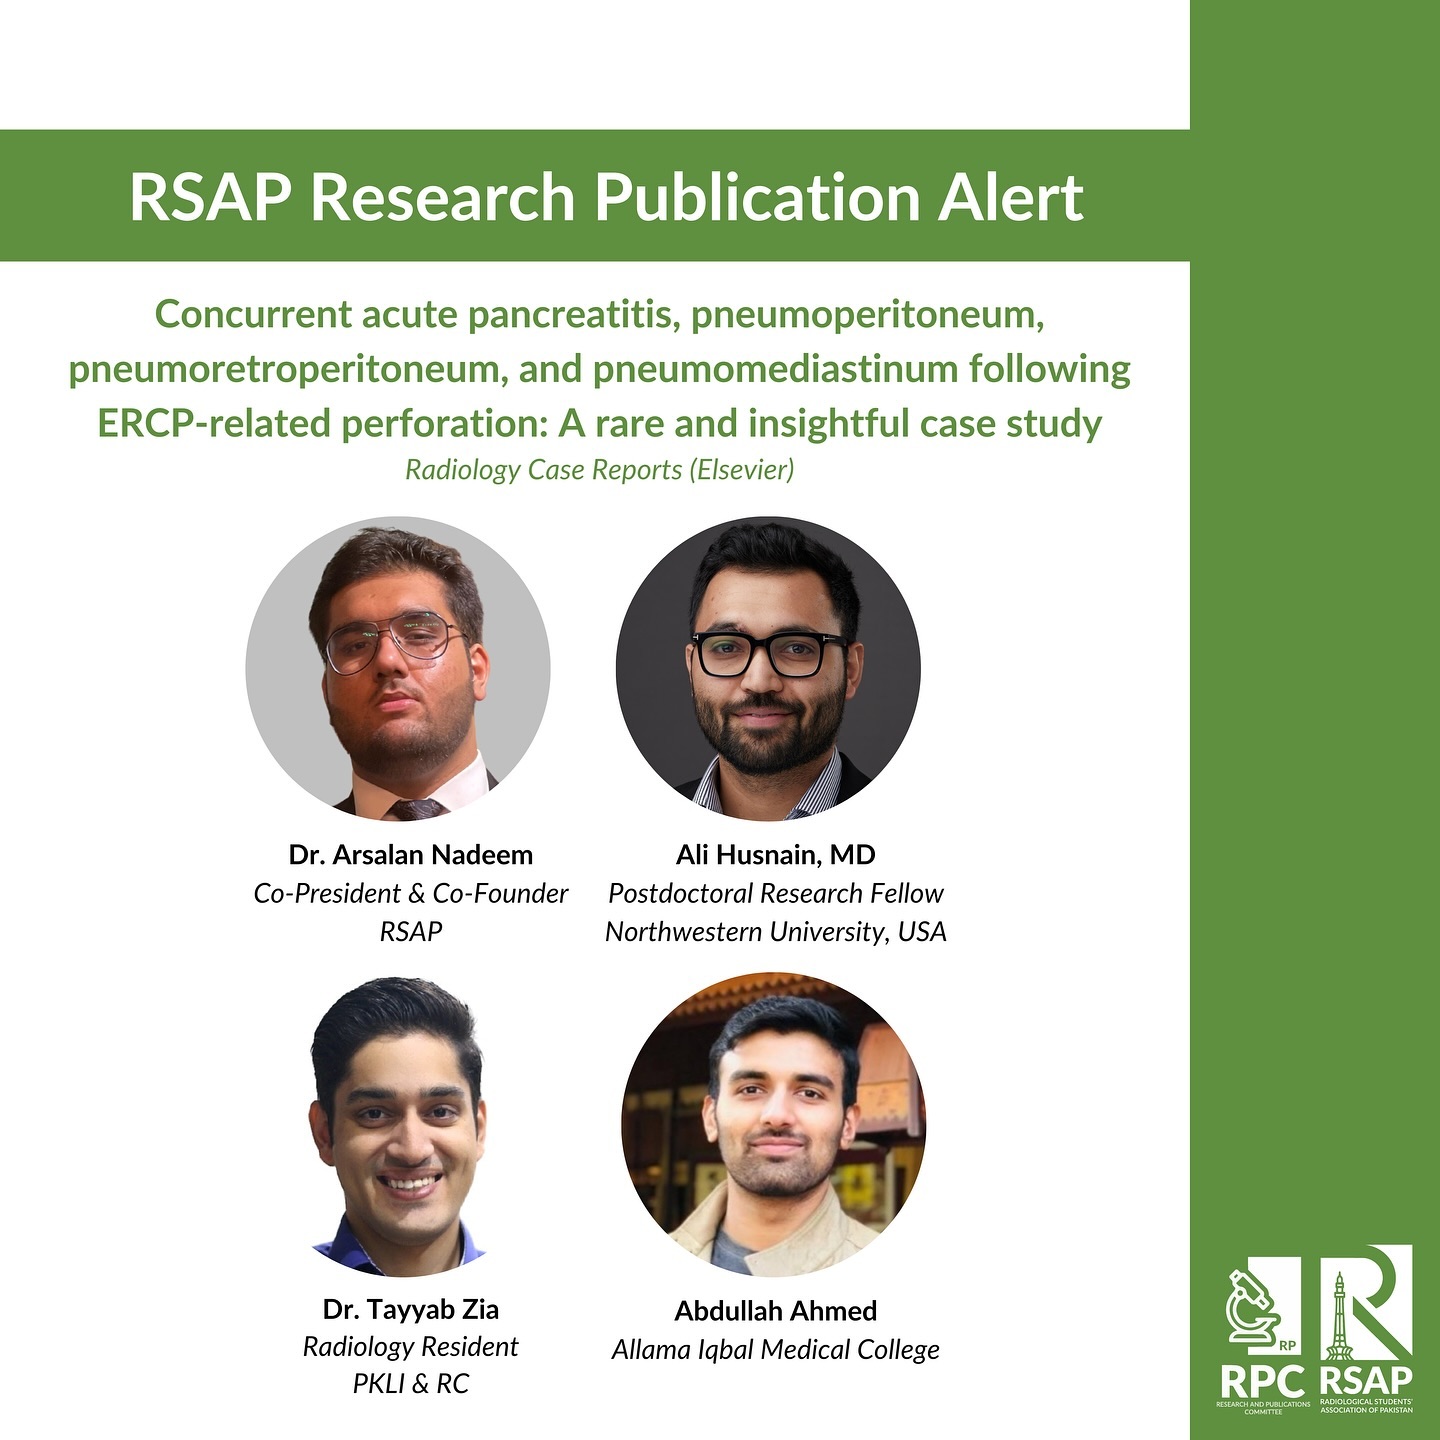 RSAP Research Publication Alert
Concurrent acute pancreatitis, pneumoperitoneum,
pneumoretroperitoneum, and pneumomediastinum following
ERCP-related perforation: A rare and insightful case study
Radiology Case Reports (Elsevier)
Dr. Arsalan Nadeem
Co-President & Co-Founder
RSAP
Ali Husnain, MD
Postdoctoral Research Fellow
Northwestern University, USA
Dr. Tayyab Zia
Radiology Resident
PKLI & RC
Abdullah Ahmed
Allama Iqbal Medical College
RP
RPC
RESEARCH AND PUBLICATIONS
COMMITTEE
RSAP
RADIOLOGICAL STUDENTS'
ASSOCIATION OF PAKISTAN